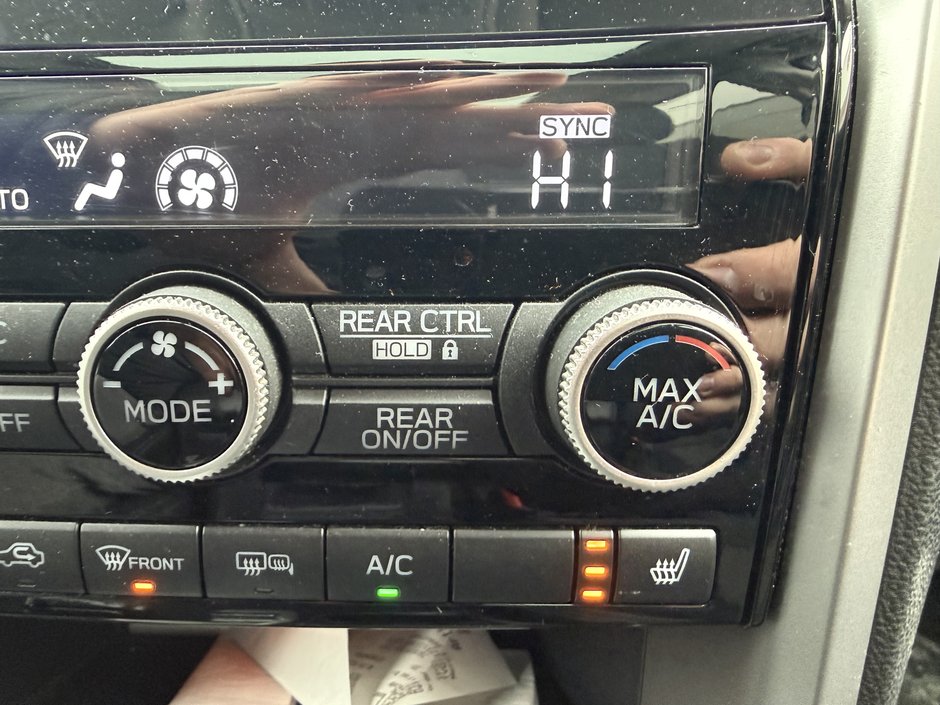 SYNC
HI
TO
REAR CTRL
HOLD
MODE
REAR
ON/OFF
MAX
A/C
FF
FRONT
A/C